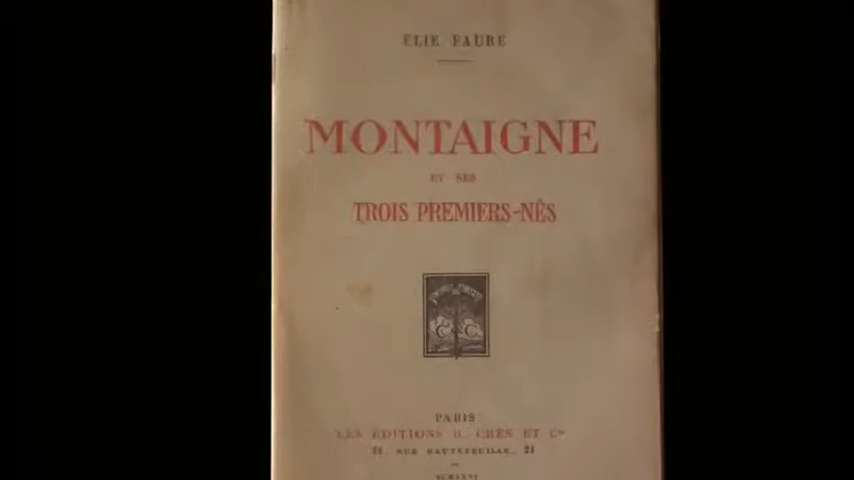 ELIE FAURE
MONTAIGNE
ET SES
TROIS PREMIERS-NÉS
C & C
PARIS
LES ÉDITIONS G. CRÈS ET Cie
21, RUE HAUTEFEUILLE, 21